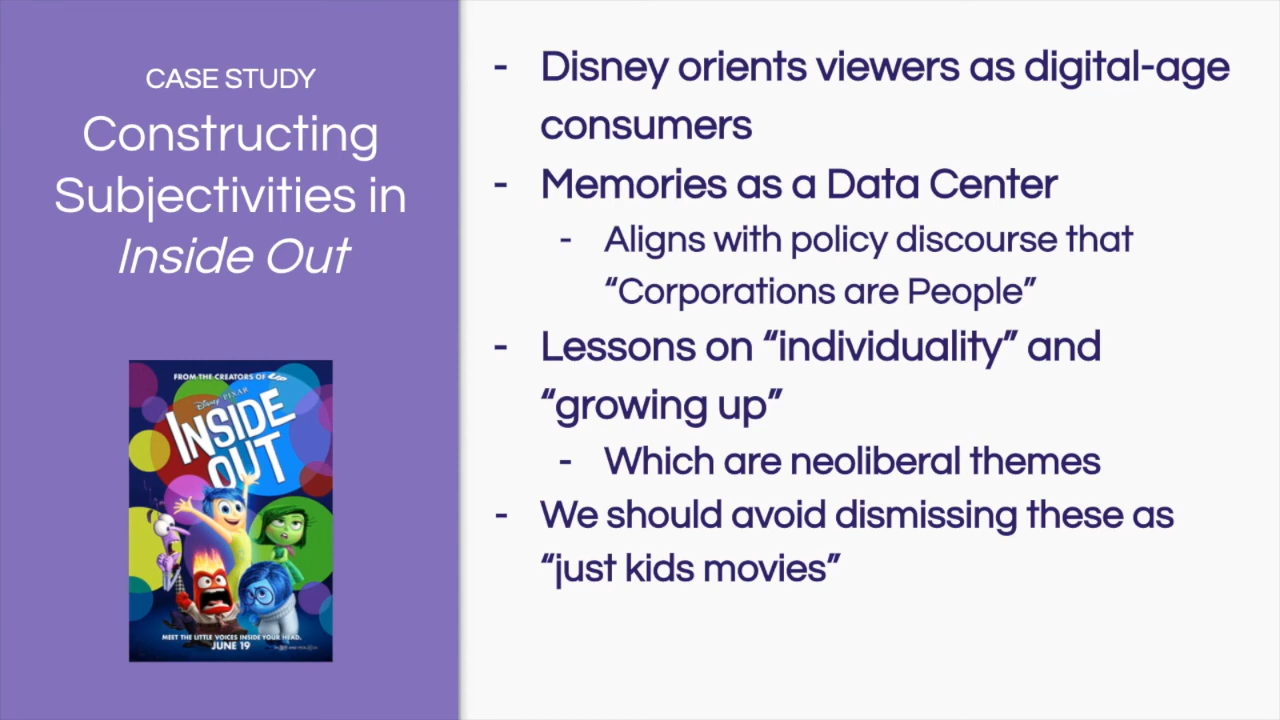 CASE STUDY
Constructing
Subjectivities in
Inside Out
FROM THE CREATORS OF UP
DISNEY PIXAR
INSIDE
OUT
MEET THE LITTLE VOICES INSIDE YOUR HEAD.
JUNE 19
- Disney orients viewers as digital-age
consumers
- Memories as a Data Center
- Aligns with policy discourse that
“Corporations are People”
- Lessons on “individuality” and
“growing up”
- Which are neoliberal themes
- We should avoid dismissing these as
“just kids movies”